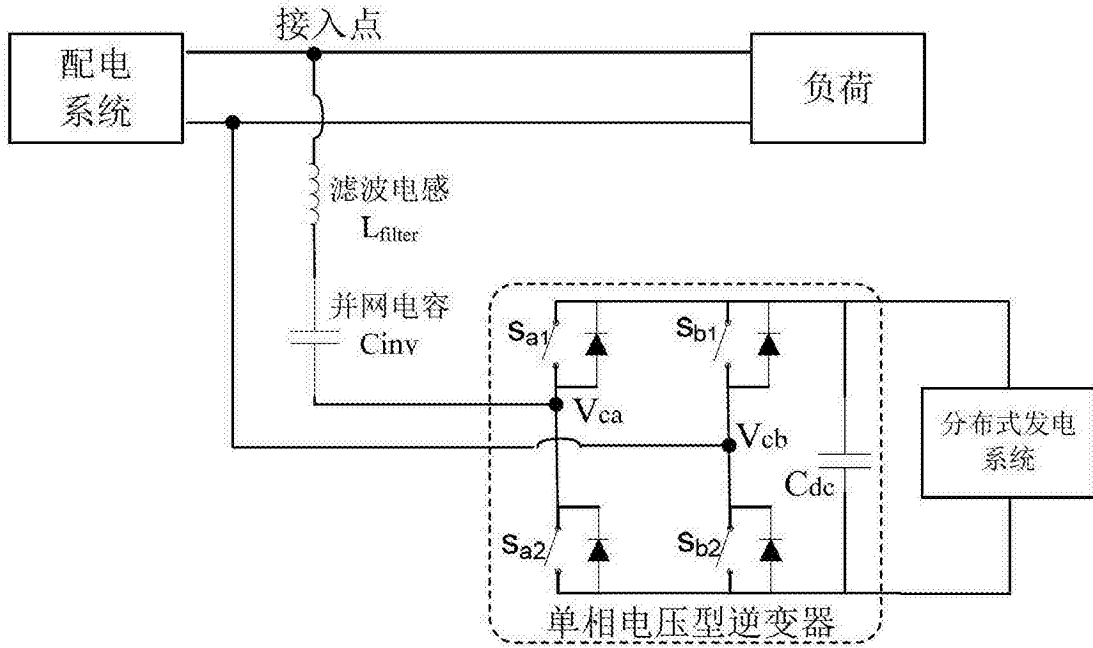 接入点
配电
系统
负荷
滤波电感
Lfilter
并网电容
Cinv
Sa1
Sb1
Vca
Vcb
Cdc
分布式发电
系统
Sa2
Sb2
单相电压型逆变器